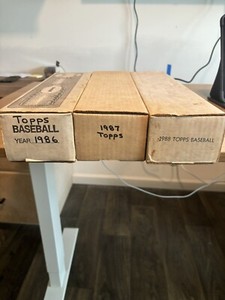 Topps
BASEBALL
YEAR: 1986
1987
Topps
1988 TOPPS BASEBALL